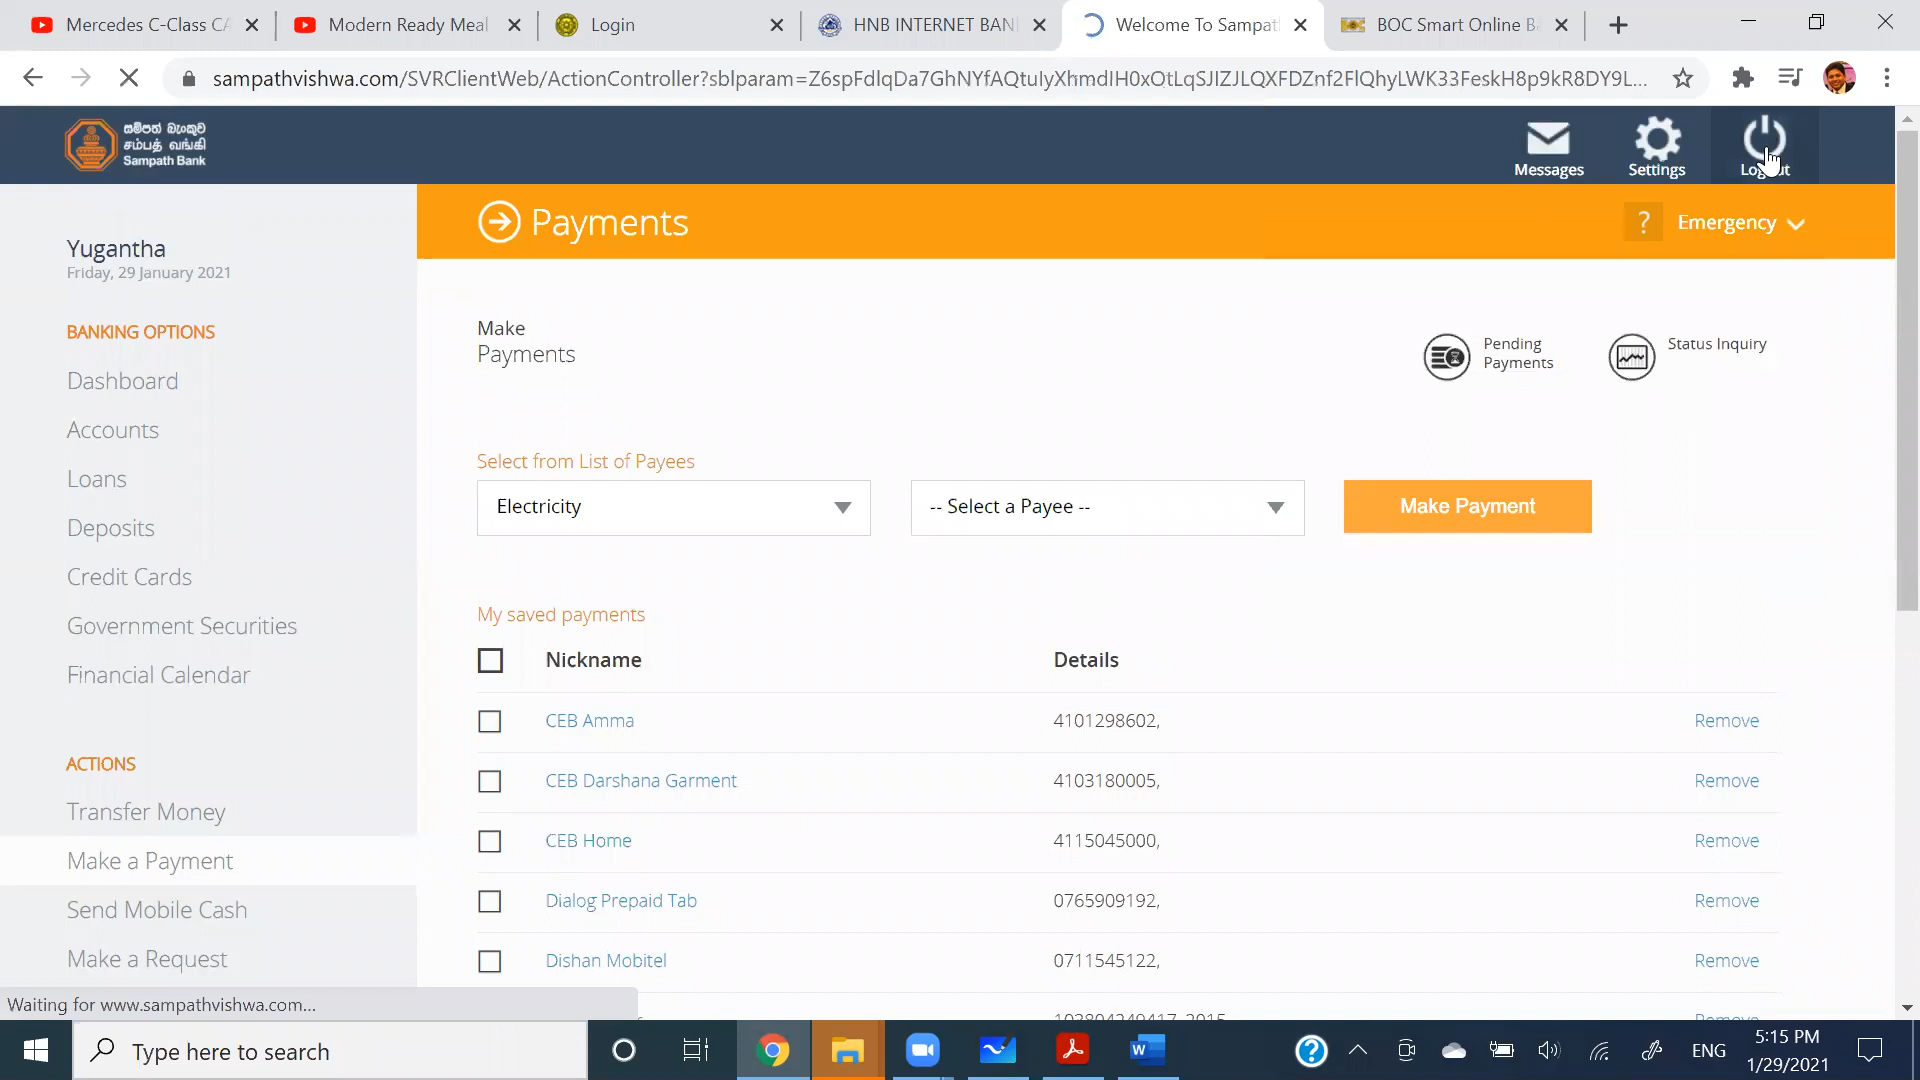 Mercedes C-Class CA
Modern Ready Meal
Login
HNB INTERNET BAN
Welcome To Sampat
BOC Smart Online B
sampathvishwa.com/SVRClientWeb/ActionController?sblparam=Z6spFdlqDa7GhNYfAQtuIyXhmdIH0xOtLqSJIZJLQXFDZnf2FlQhyLWK33FeskH8p9kR8DY9L...
සම්පත් බැංකුව
சம்பத் வங்கி
Sampath Bank
Messages
Settings
Logout
Payments
? Emergency
Yugantha
Friday, 29 January 2021
BANKING OPTIONS
Dashboard
Accounts
Loans
Deposits
Credit Cards
Government Securities
Financial Calendar
ACTIONS
Transfer Money
Make a Payment
Send Mobile Cash
Make a Request
Make
Payments
Pending
Payments
Status Inquiry
Select from List of Payees
Electricity
-- Select a Payee --
Make Payment
My saved payments
Nickname Details
CEB Amma 4101298602, Remove
CEB Darshana Garment 4103180005, Remove
CEB Home 4115045000, Remove
Dialog Prepaid Tab 0765909192, Remove
Dishan Mobitel 0711545122, Remove
Waiting for www.sampathvishwa.com...
Type here to search
ENG
5:15 PM
1/29/2021